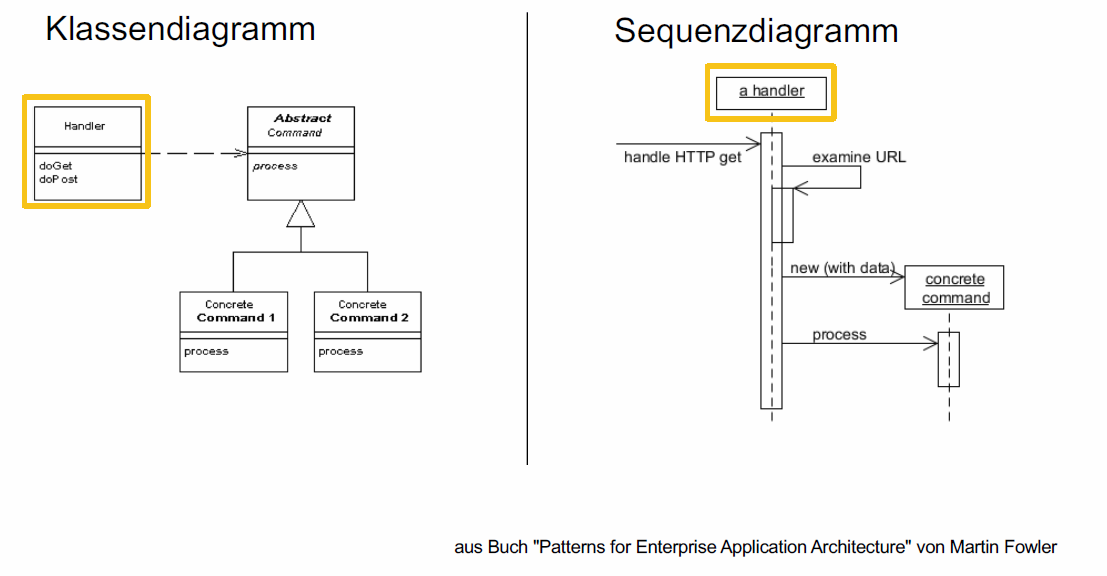 Klassendiagramm
Handler
doGet
doPost
Abstract
Command
process
Concrete
Command 1
process
Concrete
Command 2
process
Sequenzdiagramm
a handler
handle HTTP get
examine URL
new (with data)
concrete
command
process
aus Buch "Patterns for Enterprise Application Architecture" von Martin Fowler